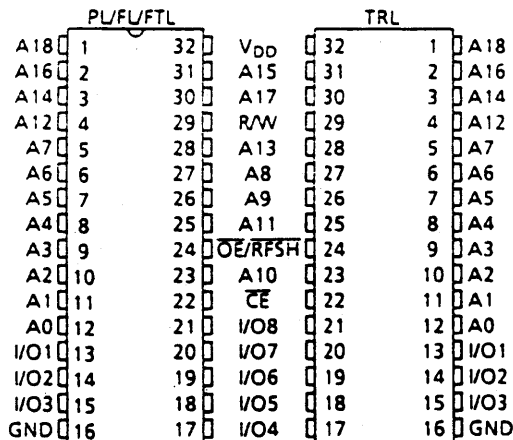 PL/FL/FTL TRL
A18 1 32 VDD 32 1 A18
A16 2 31 A15 31 2 A16
A14 3 30 A17 30 3 A14
A12 4 29 R/W 29 4 A12
A7 5 28 A13 28 5 A7
A6 6 27 A8 27 6 A6
A5 7 26 A9 26 7 A5
A4 8 25 A11 25 8 A4
A3 9 24 OE/RFSH 24 9 A3
A2 10 23 A10 23 10 A2
A1 11 22 CE 22 11 A1
A0 12 21 I/O8 21 12 A0
I/O1 13 20 I/O7 20 13 I/O1
I/O2 14 19 I/O6 19 14 I/O2
I/O3 15 18 I/O5 18 15 I/O3
GND 16 17 I/O4 17 16 GND